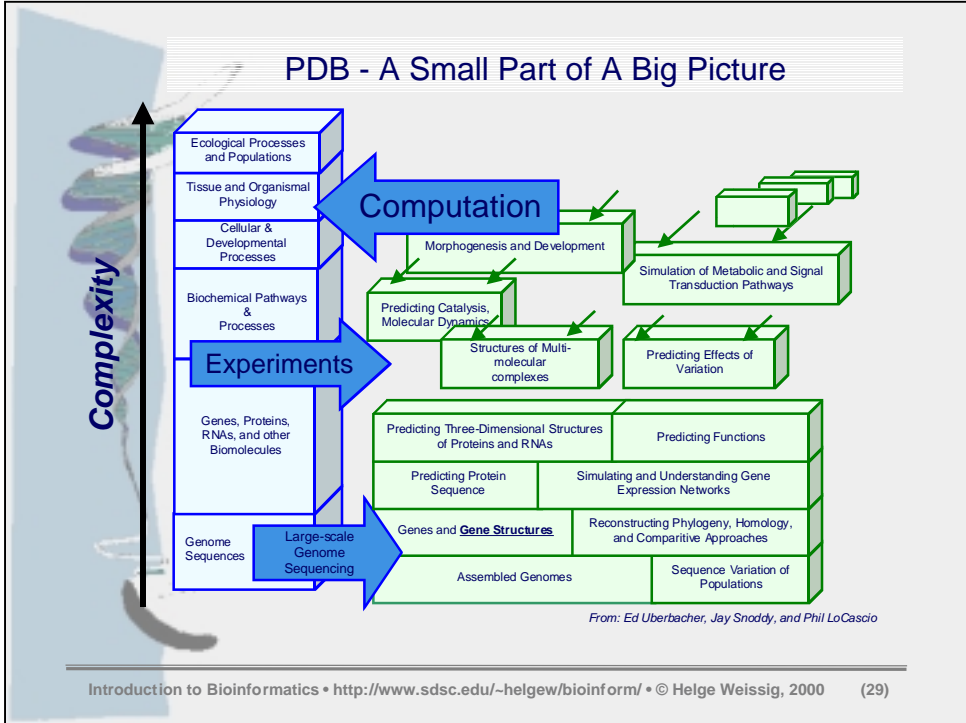 PDB - A Small Part of A Big Picture
Complexity
Ecological Processes
and Populations
Tissue and Organismal
Physiology
Cellular &
Developmental
Processes
Biochemical Pathways
&
Processes
Genes, Proteins,
RNAs, and other
Biomolecules
Genome
Sequences
Computation
Experiments
Large-scale
Genome
Sequencing
Morphogenesis and Development
Simulation of Metabolic and Signal
Transduction Pathways
Predicting Catalysis,
Molecular Dynamics
Structures of Multi-
molecular
complexes
Predicting Effects of
Variation
Predicting Three-Dimensional Structures
of Proteins and RNAs
Predicting Functions
Predicting Protein
Sequence
Simulating and Understanding Gene
Expression Networks
Genes and Gene Structures
Reconstructing Phylogeny, Homology,
and Comparitive Approaches
Assembled Genomes
Sequence Variation of
Populations
From: Ed Uberbacher, Jay Snoddy, and Phil LoCascio
Introduction to Bioinformatics • http://www.sdsc.edu/~helgew/bioinform/ • © Helge Weissig, 2000 (29)